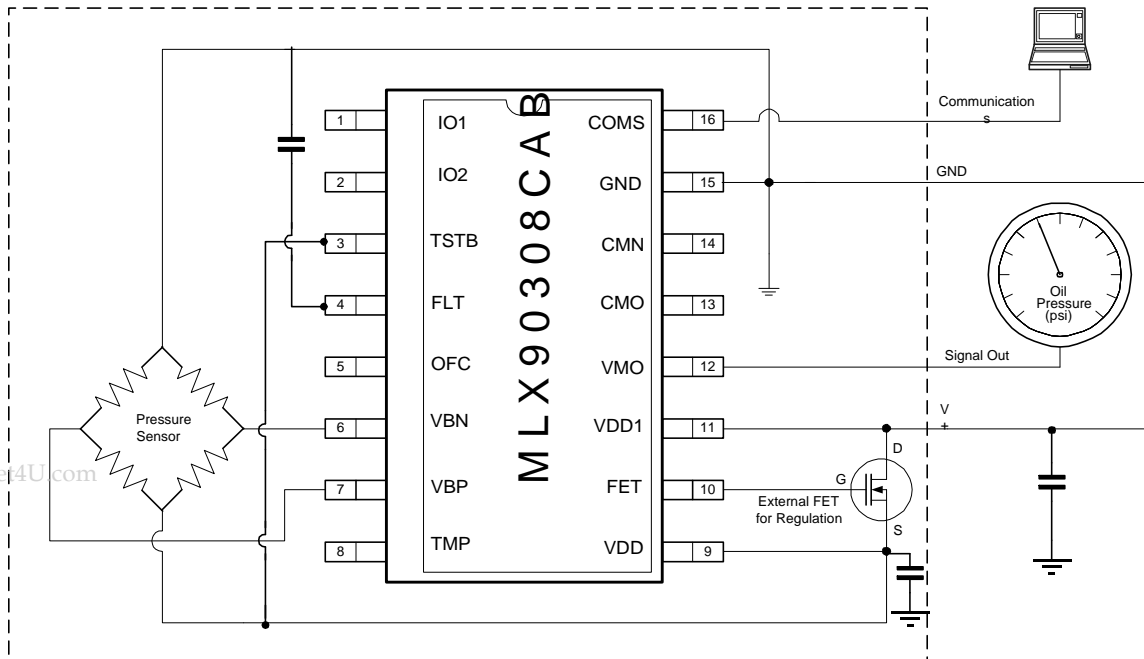 Communication
s
1 IO1 COMS 16
MLX90308CAB
2 IO2 GND 15
GND
3 TSTB CMN 14
4 FLT CMO 13
Oil
Pressure
(psi)
5 OFC VMO 12
Signal Out
Pressure
Sensor
6 VBN VDD1 11
V
+
D
et4U.com
7 VBP FET 10
G
External FET
for Regulation
S
8 TMP VDD 9